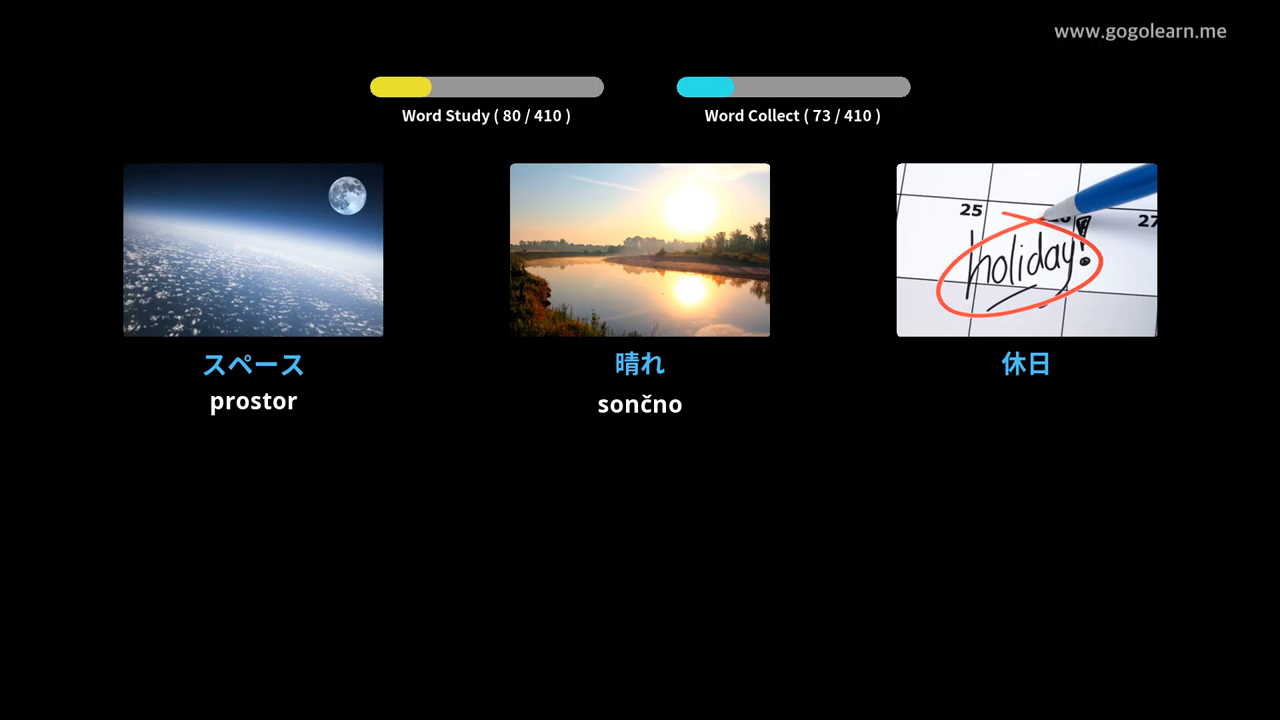 www.gogolearn.me
Word Study ( 80 / 410 )
Word Collect ( 73 / 410 )
25
27
holiday!
スペース
晴れ
休日
prostor
sončno